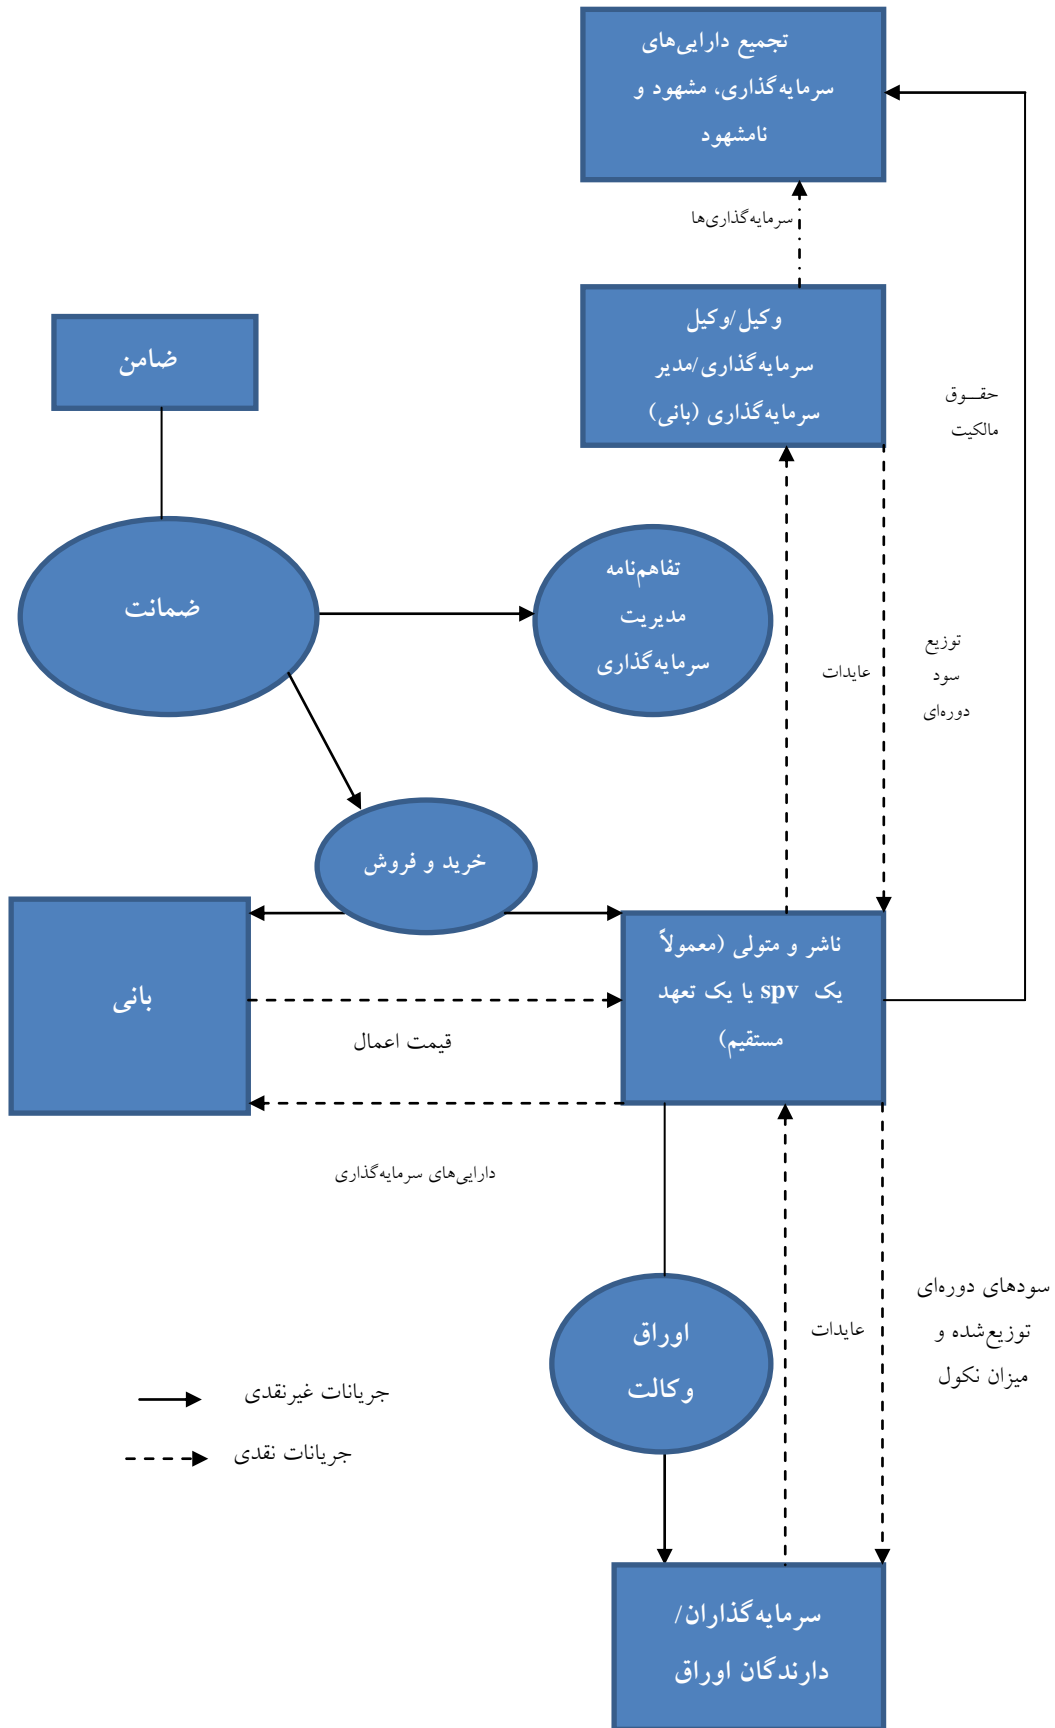 تجمیع دارایی‌های
سرمایه‌گذاری، مشهود و
نامشهود
سرمایه‌گذاری‌ها
وکیل/وکیل
سرمایه‌گذاری/مدیر
سرمایه‌گذاری (بانی)
ضامن
حقــوق
مالکیت
ضمانت
تفاهم‌نامه
مدیریت
سرمایه‌گذاری
عایدات
توزیع
سود
دوره‌ای
خرید و فروش
بانی
ناشر و متولی (معمولاً
یک spv یا یک تعهد
مستقیم)
قیمت اعمال
دارایی‌های سرمایه‌گذاری
اوراق
وکالت
عایدات
سودهای دوره‌ای
توزیع‌شده و
میزان نکول
جریانات غیرنقدی
جریانات نقدی
سرمایه‌گذاران/
دارندگان اوراق